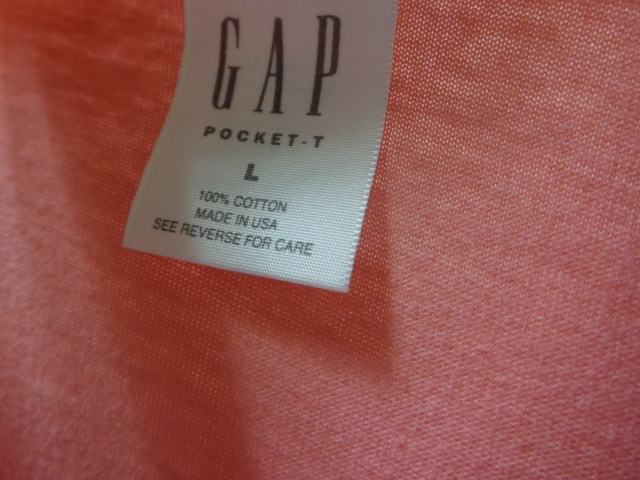 GAP
POCKET-T
L
100% COTTON
MADE IN USA
SEE REVERSE FOR CARE